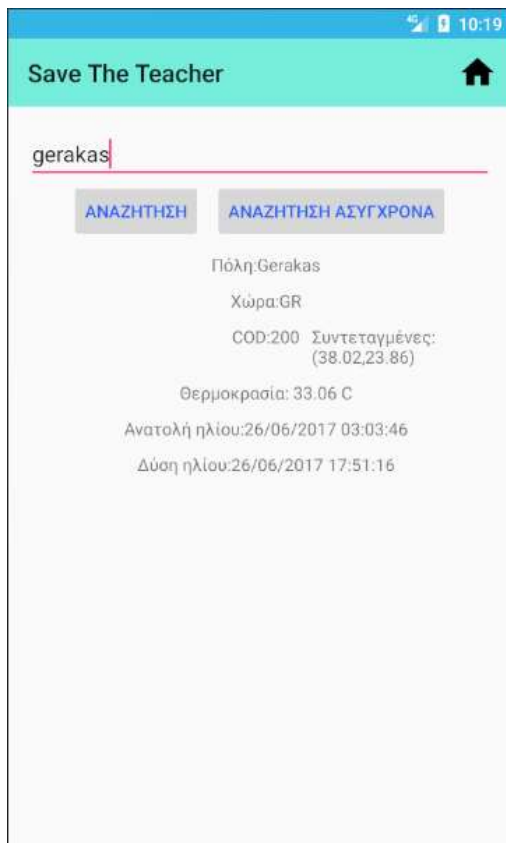 4G 10:19
Save The Teacher
gerakas
ΑΝΑΖΗΤΗΣΗ ΑΝΑΖΗΤΗΣΗ ΑΣΥΓΧΡΟΝΑ
Πόλη:Gerakas
Χώρα:GR
COD:200 Συντεταγμένες:
(38.02,23.86)
Θερμοκρασία: 33.06 C
Ανατολή ηλίου:26/06/2017 03:03:46
Δύση ηλίου:26/06/2017 17:51:16